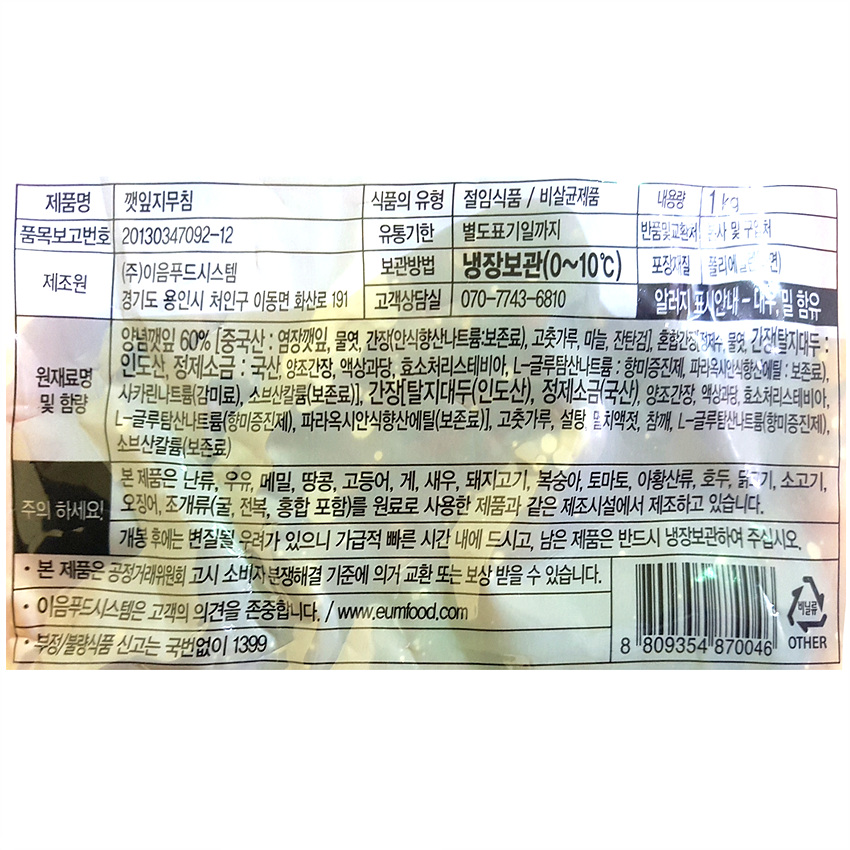 제품명 깻잎지무침 식품의 유형 절임식품 / 비살균제품 내용량 1 kg
품목보고번호 20130347092-12 유통기한 별도표기일까지 반품및교환처 본사 및 구입처
제조원 (주)이음푸드시스템 보관방법 냉장보관(0~10℃) 포장재질
경기도 용인시 처인구 이동면 화산로 191 고객상담실 070-7743-6810 알러지 표시안내 - 대두, 밀 함유
원재료명 및 함량
양념깻잎 60% [중국산 : 염장깻잎, 물엿, 간장(안식향산나트륨:보존료), 고춧가루, 마늘, 잔탄검], 혼합간장[정제수, 물엿, 간장[탈지대두 :
인도산, 정제소금 : 국산, 양조간장, 액상과당, 효소처리스테비아, L-글루탐산나트륨 : 향미증진제, 파라옥시안식향산에틸 : 보존료),
사카린나트륨(감미료), 소브산칼륨(보존료)], 간장[탈지대두(인도산), 정제소금(국산), 양조간장, 액상과당, 효소처리스테비아,
L-글루탐산나트륨(향미증진제), 파라옥시안식향산에틸(보존료)], 고춧가루, 설탕, 멸치액젓, 참깨, L-글루탐산나트륨(향미증진제),
소브산칼륨(보존료)
주의 하세요!
본 제품은 난류, 우유, 메밀, 땅콩, 고등어, 게, 새우, 돼지고기, 복숭아, 토마토, 아황산류, 호두, 닭고기, 소고기,
오징어, 조개류(굴, 전복, 홍합 포함)를 원료로 사용한 제품과 같은 제조시설에서 제조하고 있습니다.
개봉 후에는 변질될 우려가 있으니 가급적 빠른 시간 내에 드시고, 남은 제품은 반드시 냉장보관하여 주십시오.
· 본 제품은 공정거래위원회 고시 소비자 분쟁해결 기준에 의거 교환 또는 보상 받을 수 있습니다.
· 이음푸드시스템은 고객의 의견을 존중합니다. / www.eumfood.com
· 부정/불량식품 신고는 국번없이 1399
8 809354 870046
비닐류
OTHER